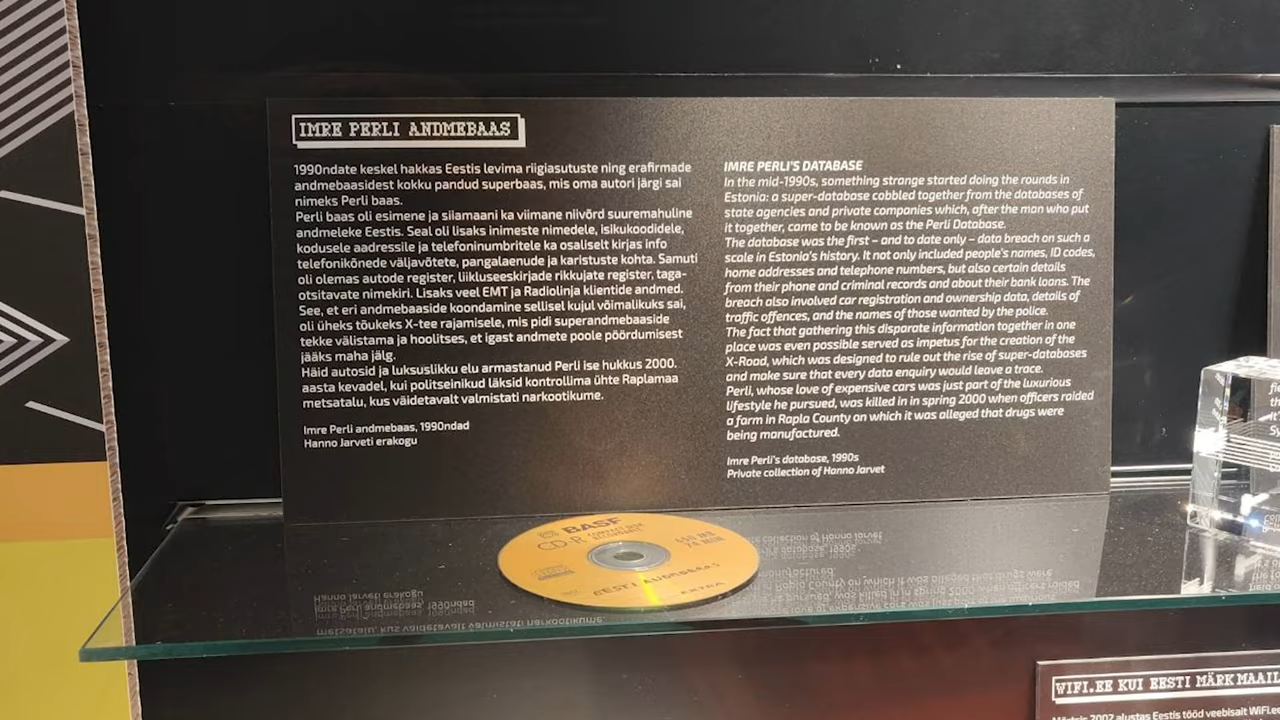 IMRE PERLI ANDMEBAAS
1990ndate keskel hakkas Eestis levima riigiasutuste ning erafirmade
andmebaasidest kokku pandud superbaas, mis oma autori järgi sai
nimeks Perli baas.
Perli baas oli esimene ja siiamaani ka viimane niivõrd suuremahuline
andmeleke Eestis. Seal oli lisaks inimeste nimedele, isikukoodidele,
kodusele aadressile ja telefoninumbritele ka osaliselt kirjas info
telefonikõnede väljavõtete, pangalaenude ja karistuste kohta. Samuti
oli olemas autode register, liikluseeskirjade rikkujate register, taga-
otsitavate nimekiri. Lisaks veel EMT ja Radiolinja klientide andmed.
See, et eri andmebaaside koondamine sellisel kujul võimalikuks sai,
oli üheks tõukeks X-tee rajamisele, mis pidi superandmebaaside
tekke välistama ja hoolitses, et igast andmete poole pöördumisest
jääks maha jälg.
Häid autosid ja luksuslikku elu armastanud Perli ise hukkus 2000.
aasta kevadel, kui politseinikud läksid kontrollima ühte Raplamaa
metsatalu, kus väidetavalt valmistati narkootikume.
Imre Perli andmebaas, 1990ndad
Hanno Jarveti erakogu
IMRE PERLI'S DATABASE
In the mid-1990s, something strange started doing the rounds in
Estonia: a super-database cobbled together from the databases of
state agencies and private companies which, after the man who put
it together, came to be known as the Perli Database.
The database was the first – and to date only – data breach on such a
scale in Estonia's history. It not only included people's names, ID codes,
home addresses and telephone numbers, but also certain details
from their phone and criminal records and about their bank loans. The
breach also involved car registration and ownership data, details of
traffic offences, and the names of those wanted by the police.
The fact that gathering this disparate information together in one
place was even possible served as impetus for the creation of the
X-Road, which was designed to rule out the rise of super-databases
and make sure that every data enquiry would leave a trace.
Perli, whose love of expensive cars was just part of the luxurious
lifestyle he pursued, was killed in in spring 2000 when officers raided
a farm in Rapla County on which it was alleged that drugs were
being manufactured.
Imre Perli's database, 1990s
Private collection of Hanno Jarvet
BASF
CD-R
650 MB
74 MIN
EESTI ANDMEBAAS
EXTRA
WIFI.EE KUI EESTI MÄRK MAAIL
2002 alustas Eestis tööd veebisait WiFi.ee